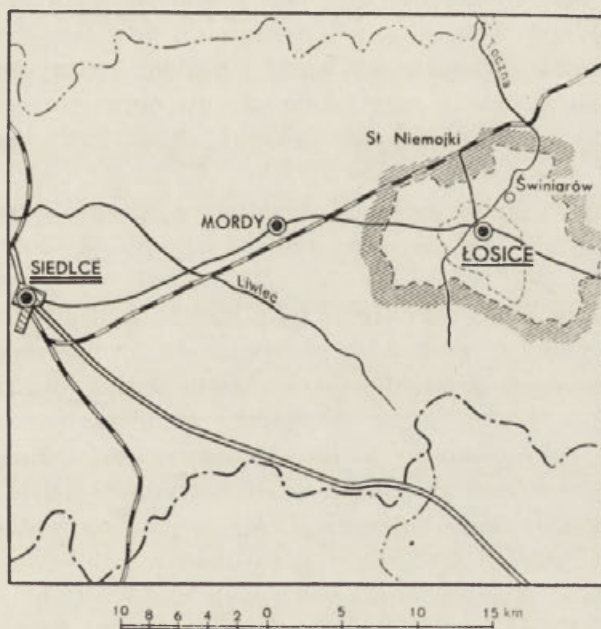 Toczna
St Niemojki
Świniarów
MORDY
ŁOSICE
SIEDLCE
Liwiec
10 8 6 4 2 0 5 10 15 km